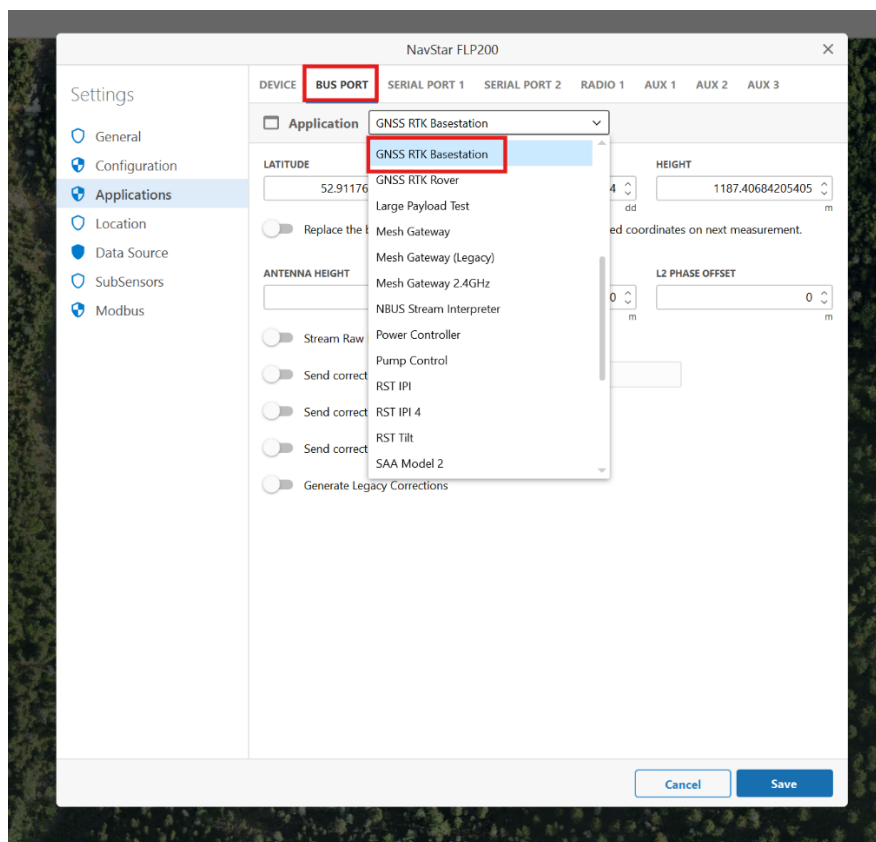 NavStar FLP200
Settings
General
Configuration
Applications
Location
Data Source
SubSensors
Modbus
DEVICE BUS PORT SERIAL PORT 1 SERIAL PORT 2 RADIO 1 AUX 1 AUX 2 AUX 3
Application GNSS RTK Basestation
GNSS RTK Basestation
GNSS RTK Rover
Large Payload Test
Mesh Gateway
Mesh Gateway (Legacy)
Mesh Gateway 2.4GHz
NBUS Stream Interpreter
Power Controller
Pump Control
RST IPI
RST IPI 4
RST Tilt
SAA Model 2
LATITUDE HEIGHT
52.91176 4 1187.40684205405
dd m
Replace the ed coordinates on next measurement.
ANTENNA HEIGHT L2 PHASE OFFSET
0 0
m m
Stream Raw
Send correct
Send correct
Send correct
Generate Legacy Corrections
Cancel Save